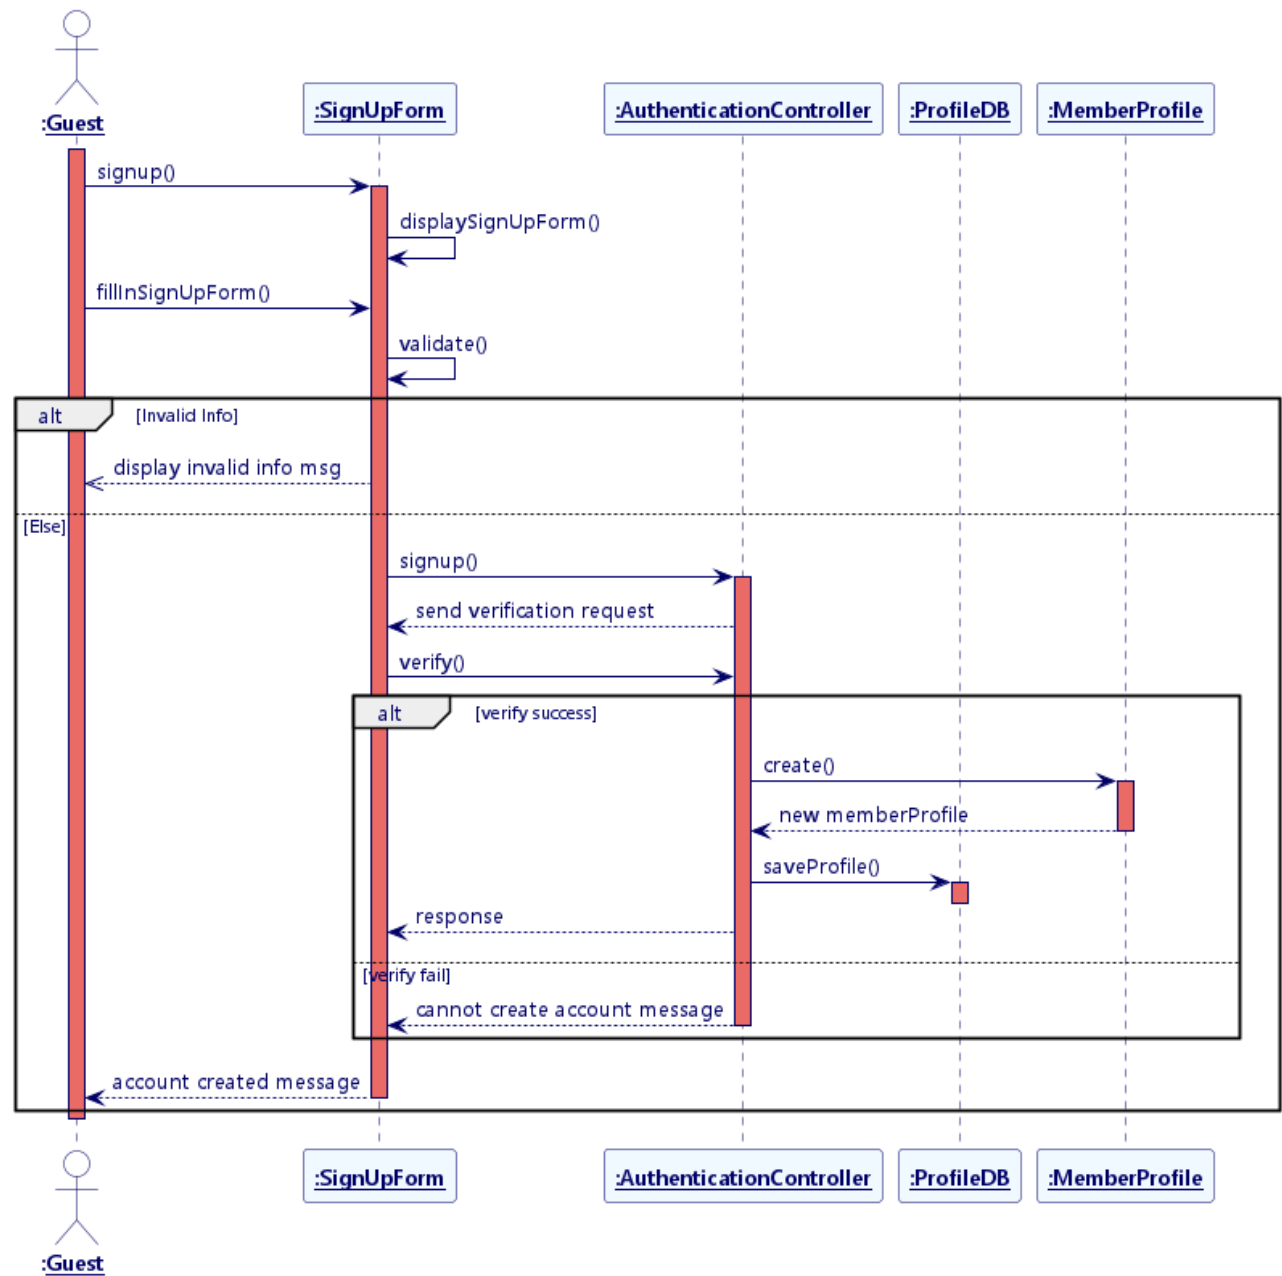 :Guest
:SignUpForm
:AuthenticationController
:ProfileDB
:MemberProfile
signup()
displaySignUpForm()
fillInSignUpForm()
validate()
alt
[Invalid Info]
display invalid info msg
[Else]
signup()
send verification request
verify()
alt
[verify success]
create()
new memberProfile
saveProfile()
response
[verify fail]
cannot create account message
account created message
:SignUpForm
:AuthenticationController
:ProfileDB
:MemberProfile
:Guest